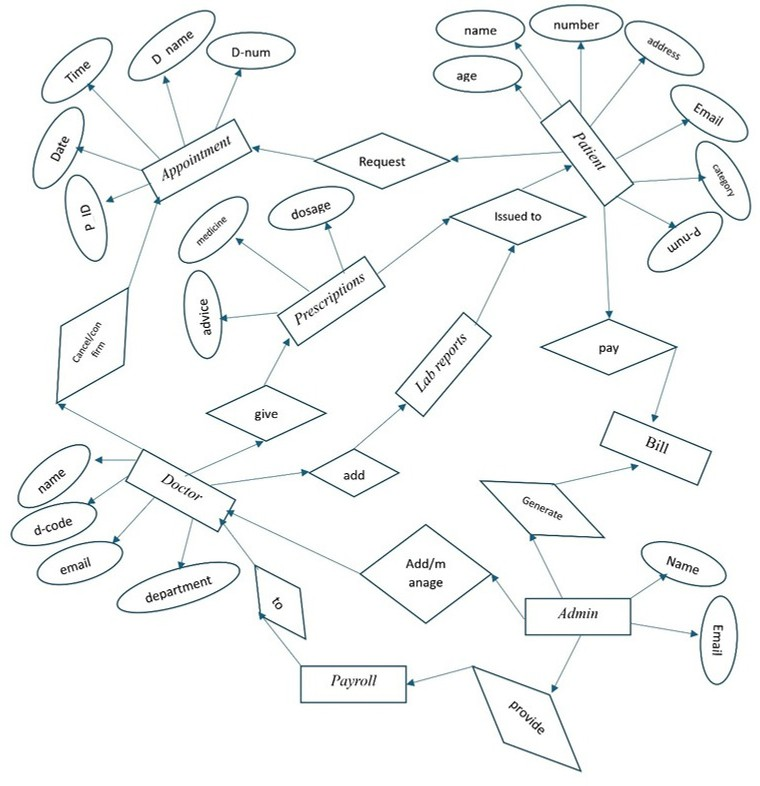 name
number
address
age
Email
category
p-num
Patient
D_name
D-num
Time
Date
P_ID
Appointment
Request
Issued to
medicine
dosage
advice
Prescriptions
Cancel/con
firm
Lab reports
pay
Bill
give
add
name
d-code
email
department
Doctor
Generate
Add/m
anage
to
Name
Email
Admin
Payroll
provide